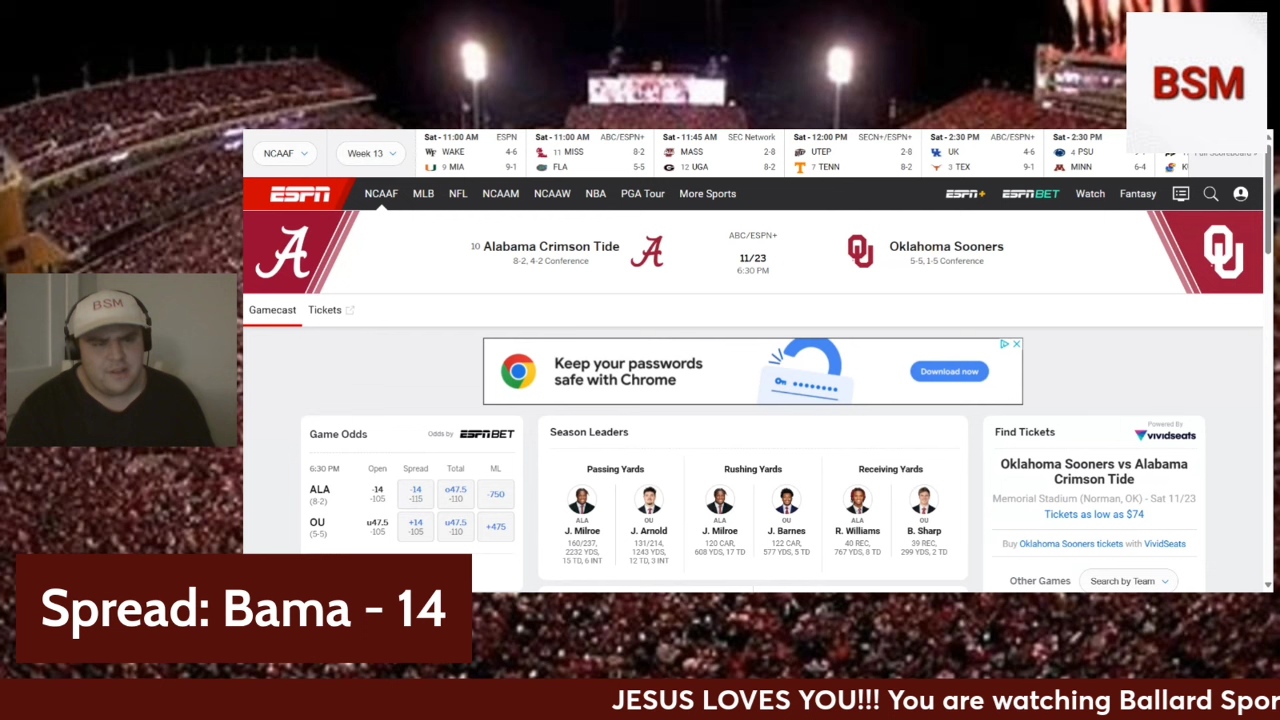 BSM
Sat - 11:00 AM ESPN
WAKE 4-6
9 MIA 9-1
Sat - 11:00 AM ABC/ESPN+
11 MISS 8-2
FLA 5-5
Sat - 11:45 AM SEC Network
MASS 2-8
12 UGA 8-2
Sat - 12:00 PM SECN+/ESPN+
UTEP 2-8
7 TENN 8-2
Sat - 2:30 PM ABC/ESPN+
UK 4-6
3 TEX 9-1
Sat - 2:30 PM
4 PSU
MINN 6-4
NCAAF
Week 13
ESPN NCAAF MLB NFL NCAAM NCAAW NBA PGA Tour More Sports ESPN+ ESPN BET Watch Fantasy
A
10 Alabama Crimson Tide
8-2, 4-2 Conference
ABC/ESPN+
11/23
6:30 PM
Oklahoma Sooners
5-5, 1-5 Conference
OU
Gamecast Tickets
BSM
Keep your passwords
safe with Chrome
Download now
Game Odds Odds by ESPN BET
6:30 PM Open Spread Total ML
ALA -14 -14 o47.5 -750
(8-2) -105 -115 -110
OU u47.5 +14 u47.5 +475
(5-5) -105 -105 -110
Season Leaders
Passing Yards Rushing Yards Receiving Yards
ALA OU ALA OU ALA OU
J. Milroe J. Arnold J. Milroe J. Barnes R. Williams B. Sharp
160/237, 131/214, 120 CAR, 122 CAR, 40 REC, 39 REC,
2232 YDS, 1243 YDS, 608 YDS, 17 TD 577 YDS, 5 TD 767 YDS, 8 TD 299 YDS, 2 TD
15 TD, 6 INT 12 TD, 3 INT
Find Tickets
Powered By
vividseats
Oklahoma Sooners vs Alabama
Crimson Tide
Memorial Stadium (Norman, OK) - Sat 11/23
Tickets as low as $74
Buy Oklahoma Sooners tickets with VividSeats
Other Games Search by Team
Spread: Bama - 14
JESUS LOVES YOU!!! You are watching Ballard Spor